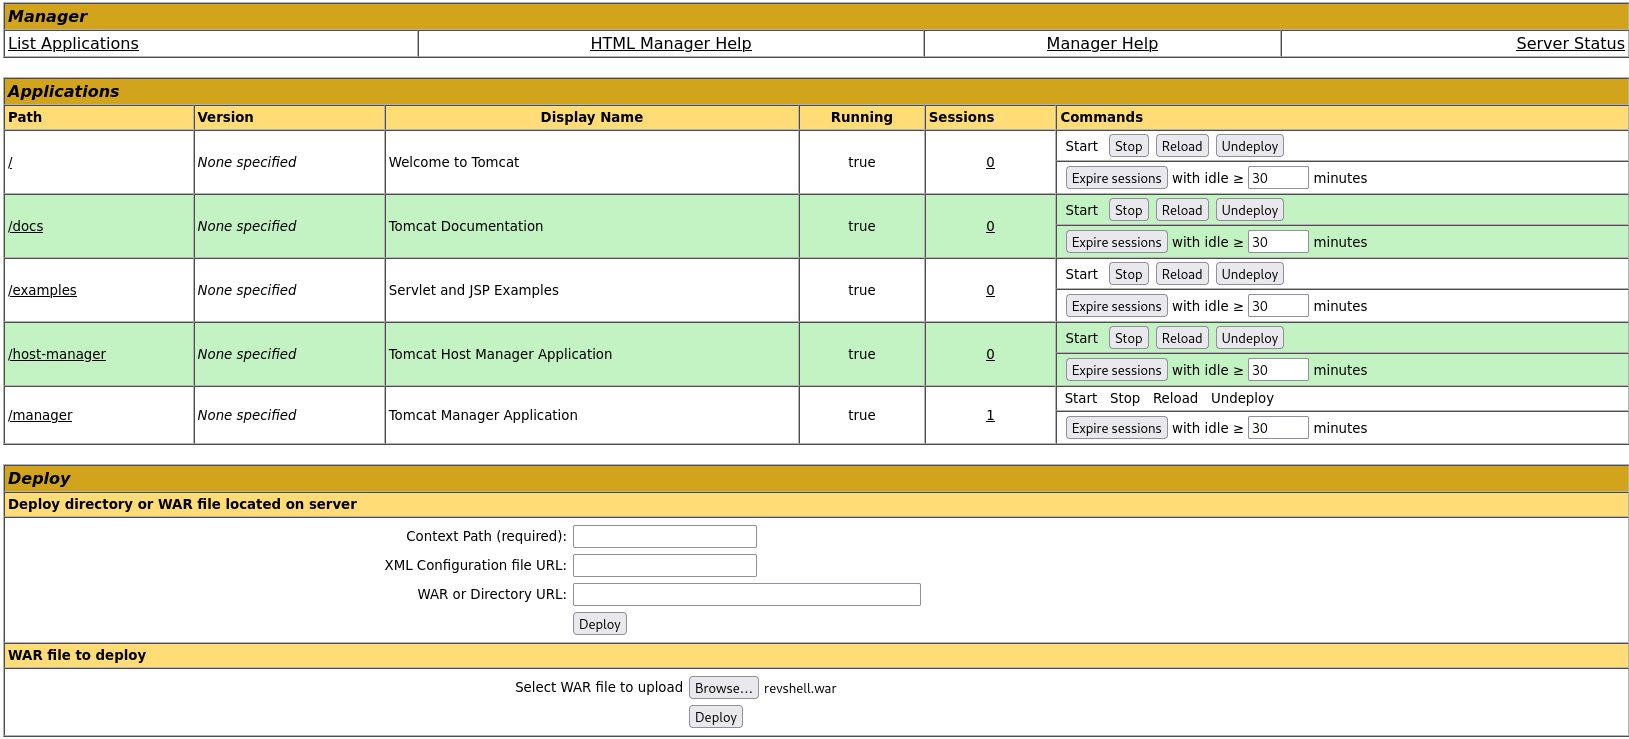 Manager
List Applications HTML Manager Help Manager Help Server Status
Applications
Path Version Display Name Running Sessions Commands
/ None specified Welcome to Tomcat true 0 Start Stop Reload Undeploy
Expire sessions with idle ≥ 30 minutes
/docs None specified Tomcat Documentation true 0 Start Stop Reload Undeploy
Expire sessions with idle ≥ 30 minutes
/examples None specified Servlet and JSP Examples true 0 Start Stop Reload Undeploy
Expire sessions with idle ≥ 30 minutes
/host-manager None specified Tomcat Host Manager Application true 0 Start Stop Reload Undeploy
Expire sessions with idle ≥ 30 minutes
/manager None specified Tomcat Manager Application true 1 Start Stop Reload Undeploy
Expire sessions with idle ≥ 30 minutes
Deploy
Deploy directory or WAR file located on server
Context Path (required):
XML Configuration file URL:
WAR or Directory URL:
Deploy
WAR file to deploy
Select WAR file to upload Browse... revshell.war
Deploy